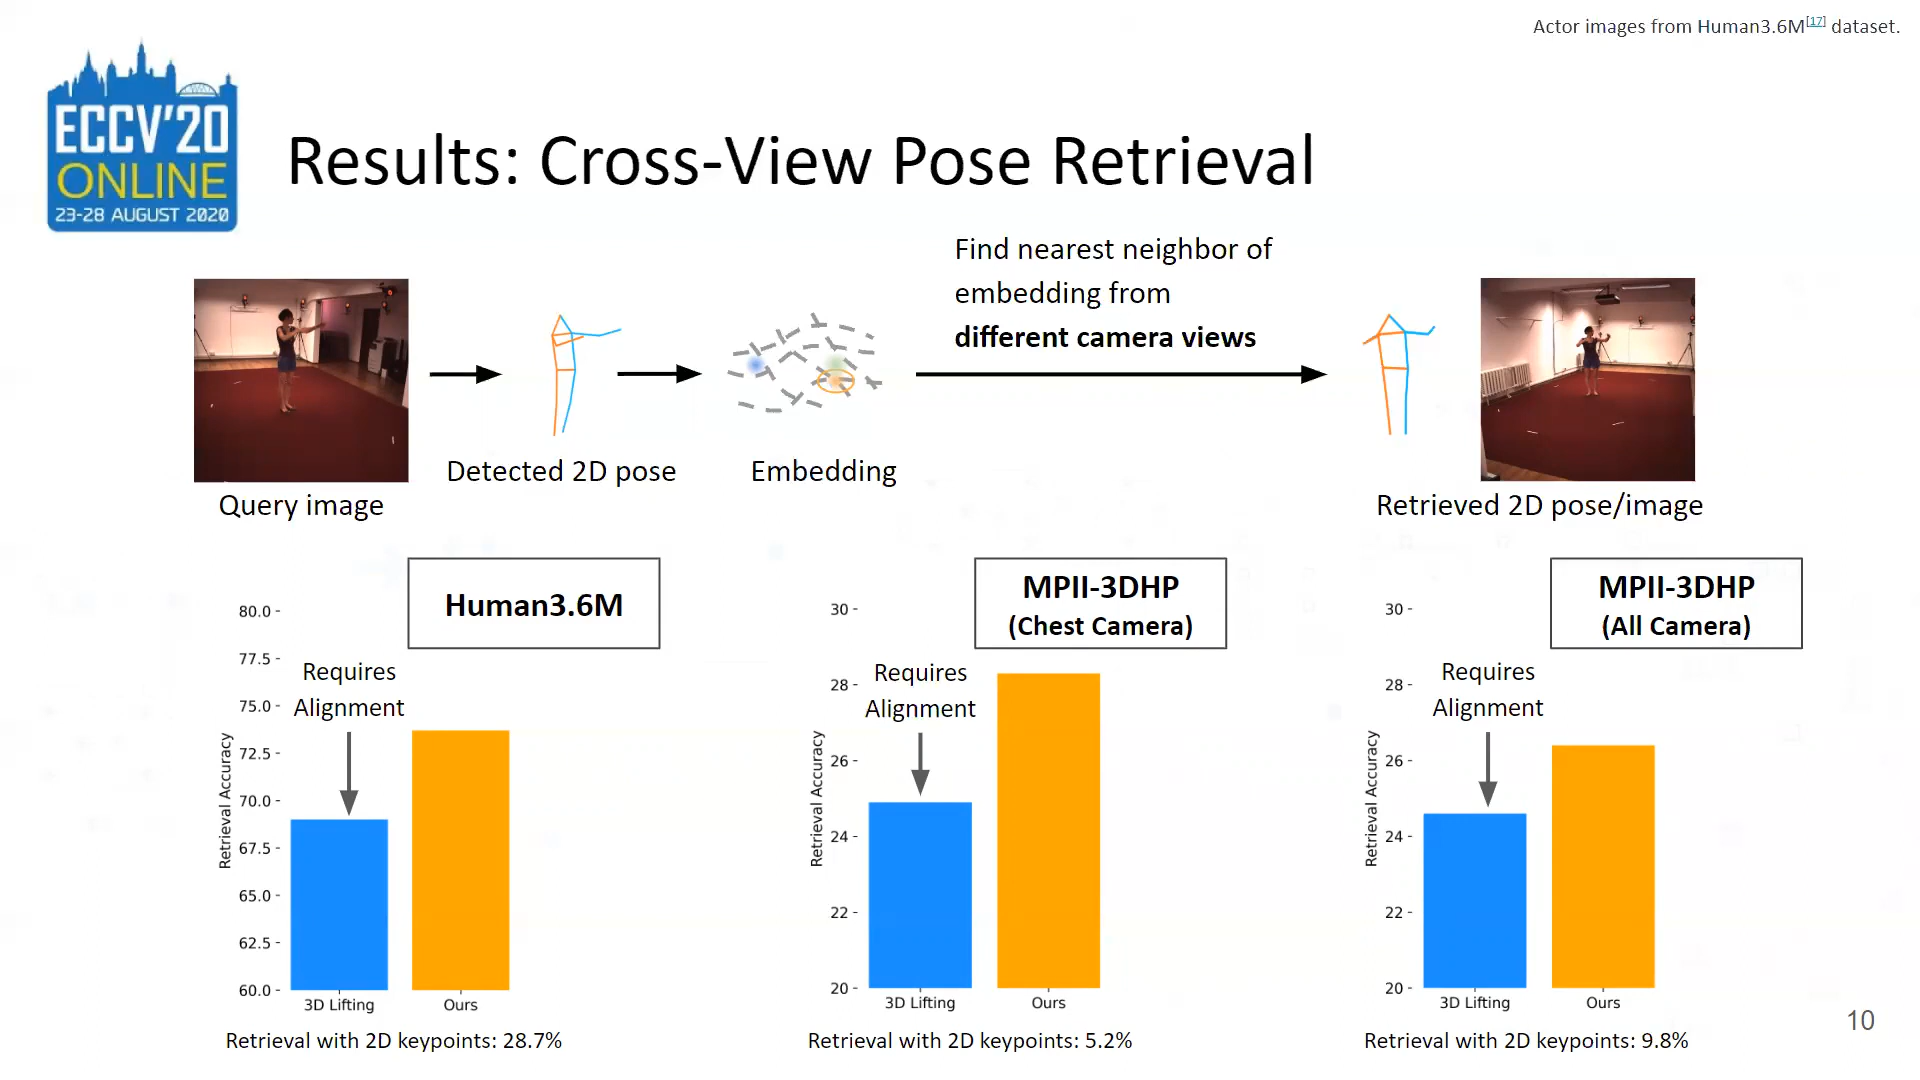 Actor images from Human3.6M[17] dataset.
ECCV'20
ONLINE
23-28 AUGUST 2020
Results: Cross-View Pose Retrieval
Find nearest neighbor of
embedding from
different camera views
Query image
Detected 2D pose
Embedding
Retrieved 2D pose/image
Human3.6M
80.0
77.5
75.0
72.5
70.0
67.5
65.0
62.5
60.0
Retrieval Accuracy
Requires
Alignment
3D Lifting
Ours
Retrieval with 2D keypoints: 28.7%
MPII-3DHP
(Chest Camera)
30
28
26
24
22
20
Retrieval Accuracy
Requires
Alignment
3D Lifting
Ours
Retrieval with 2D keypoints: 5.2%
MPII-3DHP
(All Camera)
30
28
26
24
22
20
Retrieval Accuracy
Requires
Alignment
3D Lifting
Ours
Retrieval with 2D keypoints: 9.8%
10